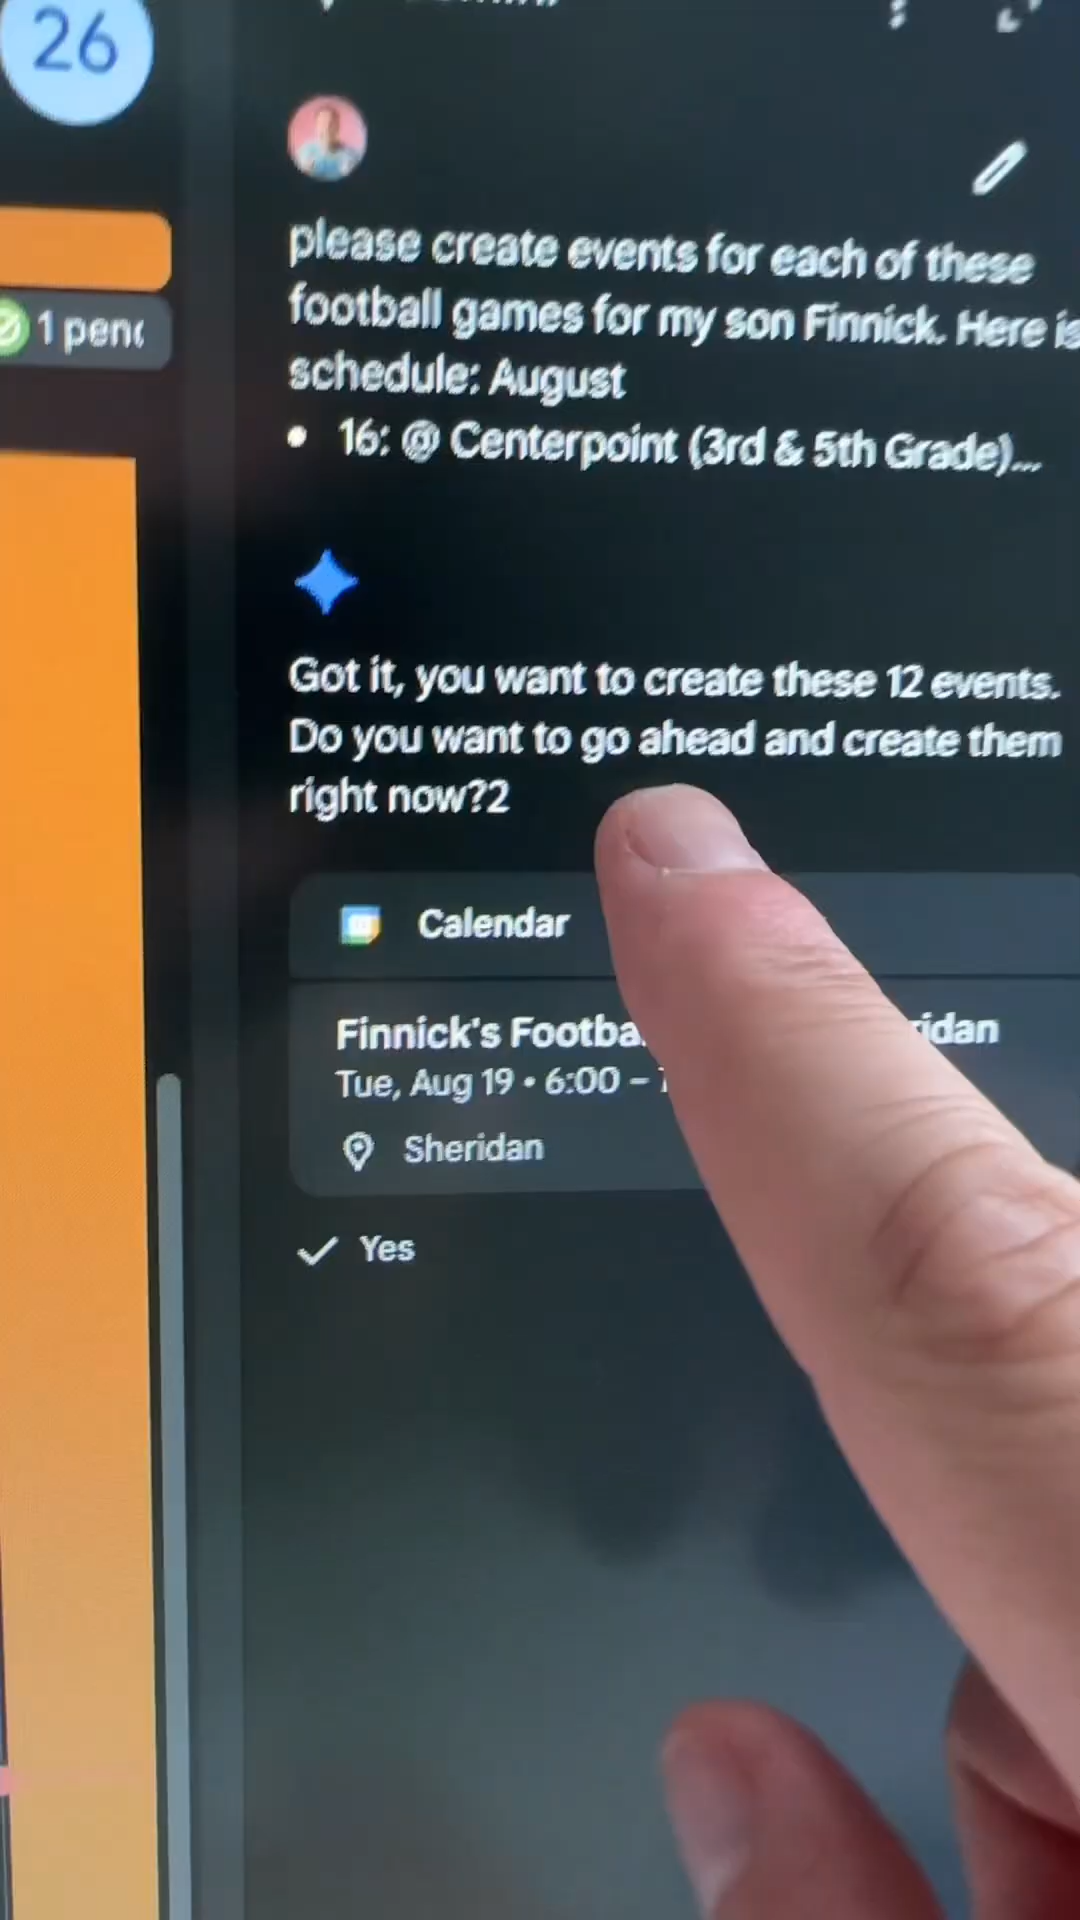 26
1 pend
please create events for each of these
football games for my son Finnick. Here is
schedule: August
• 16: @ Centerpoint (3rd & 5th Grade)...
Got it, you want to create these 12 events.
Do you want to go ahead and create them
right now?2
Calendar
Finnick's Footba ridan
Tue, Aug 19 • 6:00 –
Sheridan
Yes